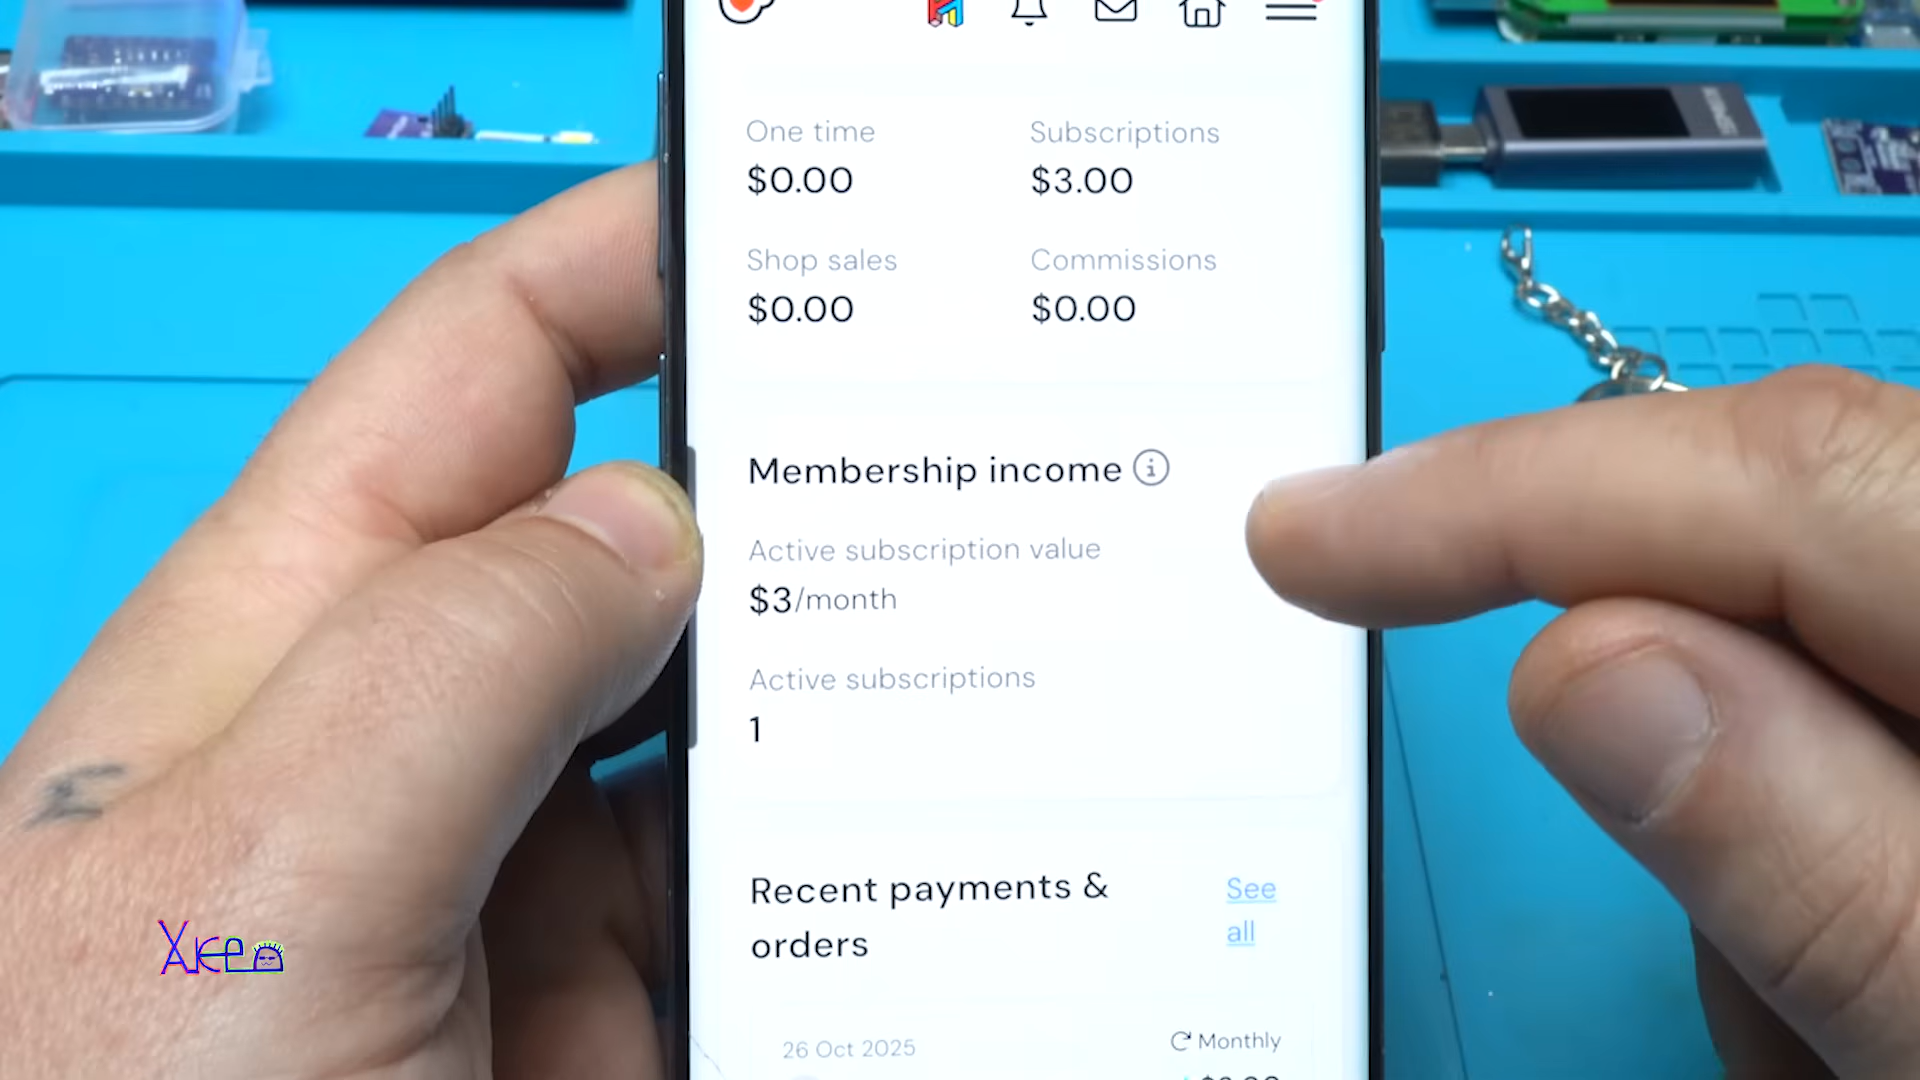 One time
Subscriptions
$0.00
$3.00
Shop sales
Commissions
$0.00
$0.00
Membership income
Active subscription value
$3/month
Active subscriptions
1
Recent payments &
orders
See
all
26 Oct 2025
Monthly